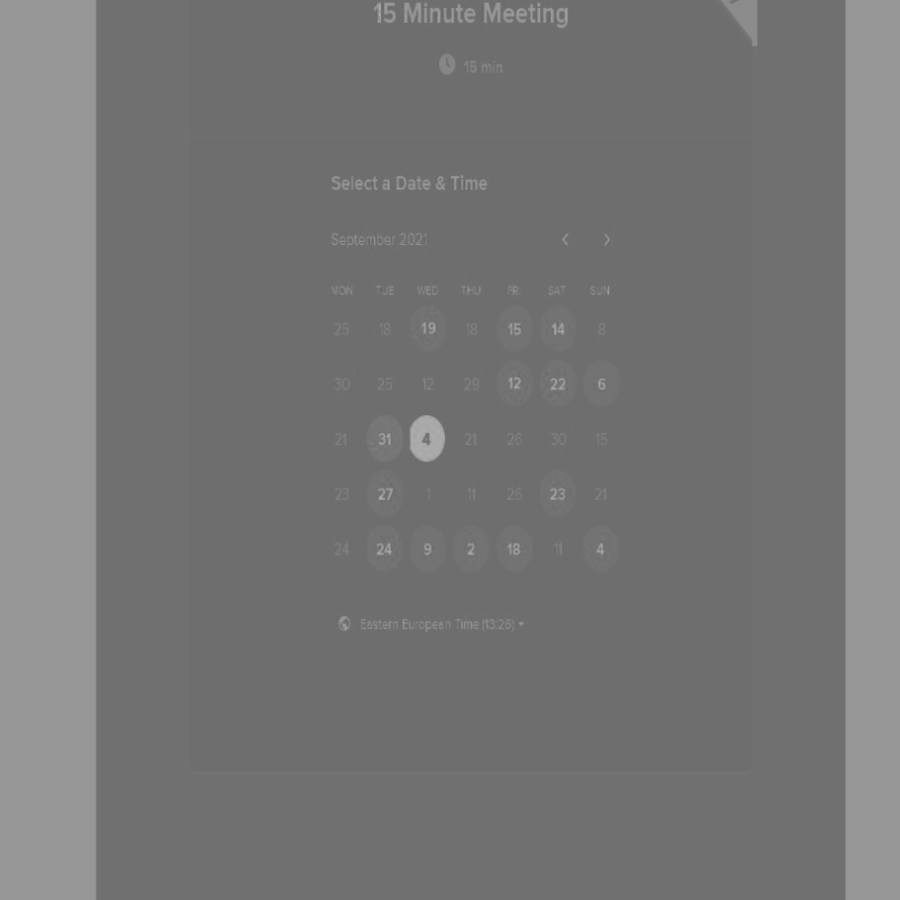 15 Minute Meeting
15 min
Select a Date & Time
September 2021
MON TUE WED THU FRI SAT SUN
25 18 19 18 15 14 8
30 25 12 29 12 22 6
21 31 4 21 26 30 15
23 27 1 11 26 23 21
24 24 9 2 18 11 4
Eastern European Time (13:26)